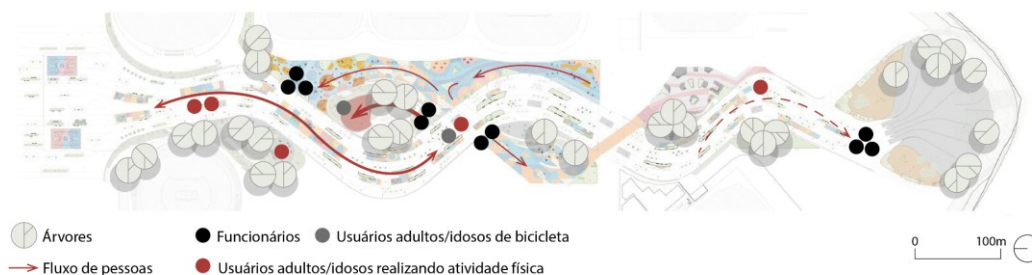 Árvores
Funcionários
Usuários adultos/idosos de bicicleta
Fluxo de pessoas
Usuários adultos/idosos realizando atividade física
0 100m